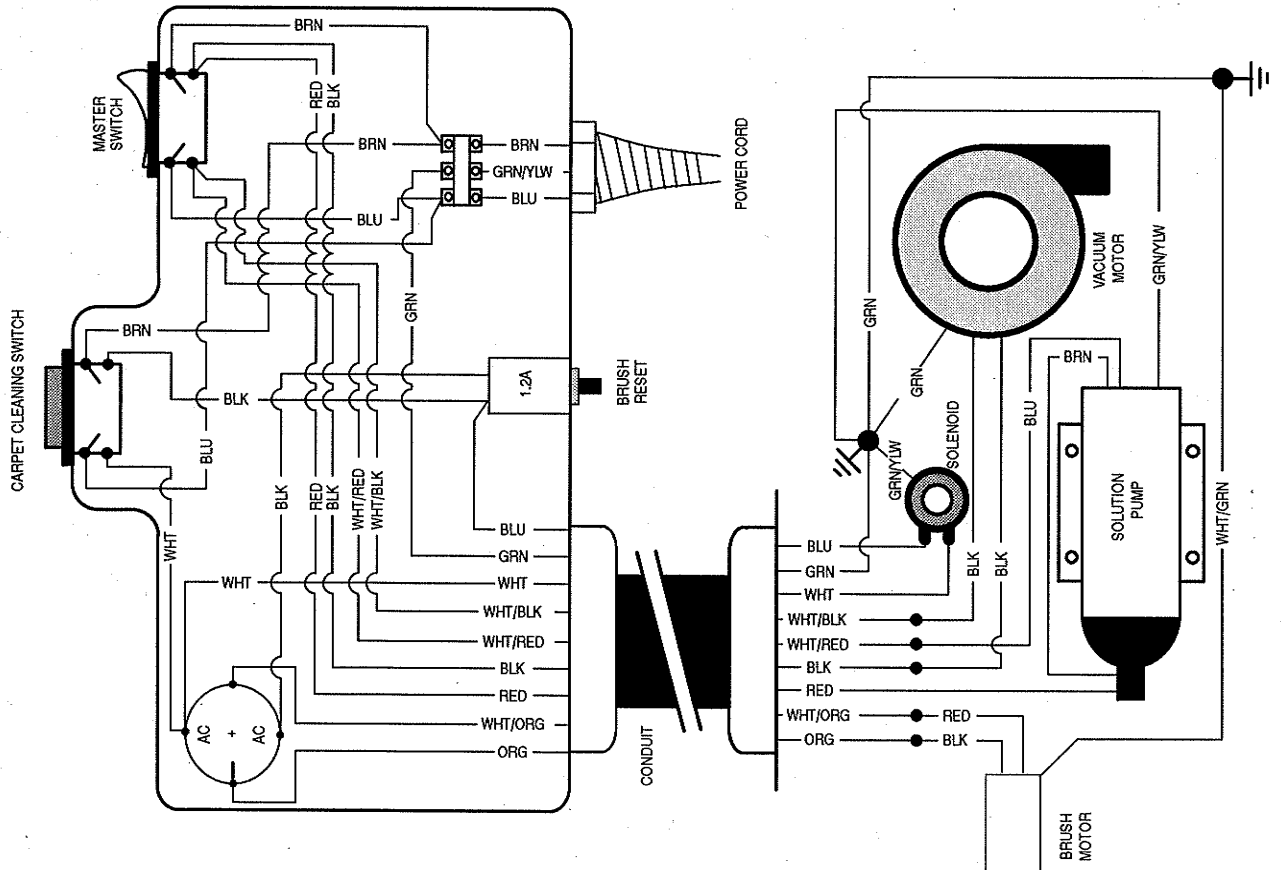 BRN
MASTER
SWITCH
RED
BLK
BRN
BRN
GRN/YLW
BLU
BLU
POWER CORD
CARPET CLEANING SWITCH
BRN
BLK
BLU
GRN
1.2A
BRUSH
RESET
WHT
BLK
RED
BLK
WHT/RED
WHT/BLK
BLU
GRN
WHT
WHT
WHT/BLK
WHT/RED
BLK
RED
WHT/ORG
ORG
AC
+
AC
CONDUIT
GRN
VACUUM
MOTOR
GRN/YLW
GRN
BLU
BRN
GRN/YLW
SOLENOID
SOLUTION
PUMP
WHT/GRN
BLK
BLK
BLU
GRN
WHT
WHT/BLK
WHT/RED
BLK
RED
WHT/ORG
RED
ORG
BLK
BRUSH
MOTOR